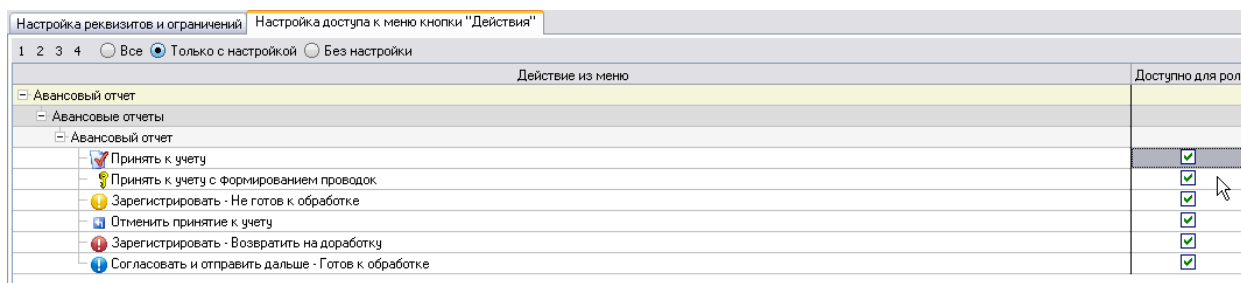 Настройка реквизитов и ограничений Настройка доступа к меню кнопки "Действия"
1 2 3 4 Все Только с настройкой Без настройки
Действие из меню Доступно для рол
Авансовый отчет
Авансовые отчеты
Авансовый отчет
Принять к учету
Принять к учету с формированием проводок
Зарегистрировать - Не готов к обработке
Отменить принятие к учету
Зарегистрировать - Возвратить на доработку
Согласовать и отправить дальше - Готов к обработке